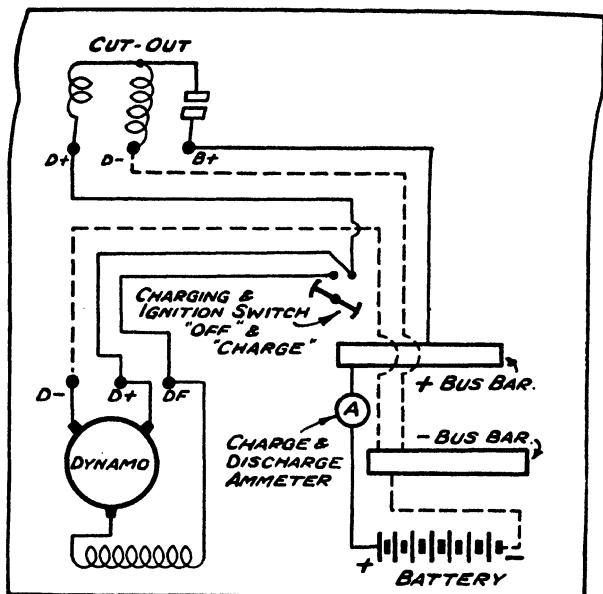 CUT-OUT
D+ D- B+
CHARGING &
IGNITION SWITCH
"OFF" &
"CHARGE"
+ BUS BAR.
D- D+ DF
A
- BUS BAR.
DYNAMO
CHARGE &
DISCHARGE
AMMETER
+ -
BATTERY